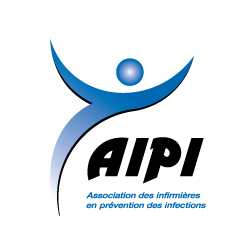 AIPI
Association des infirmières
en prévention des infections